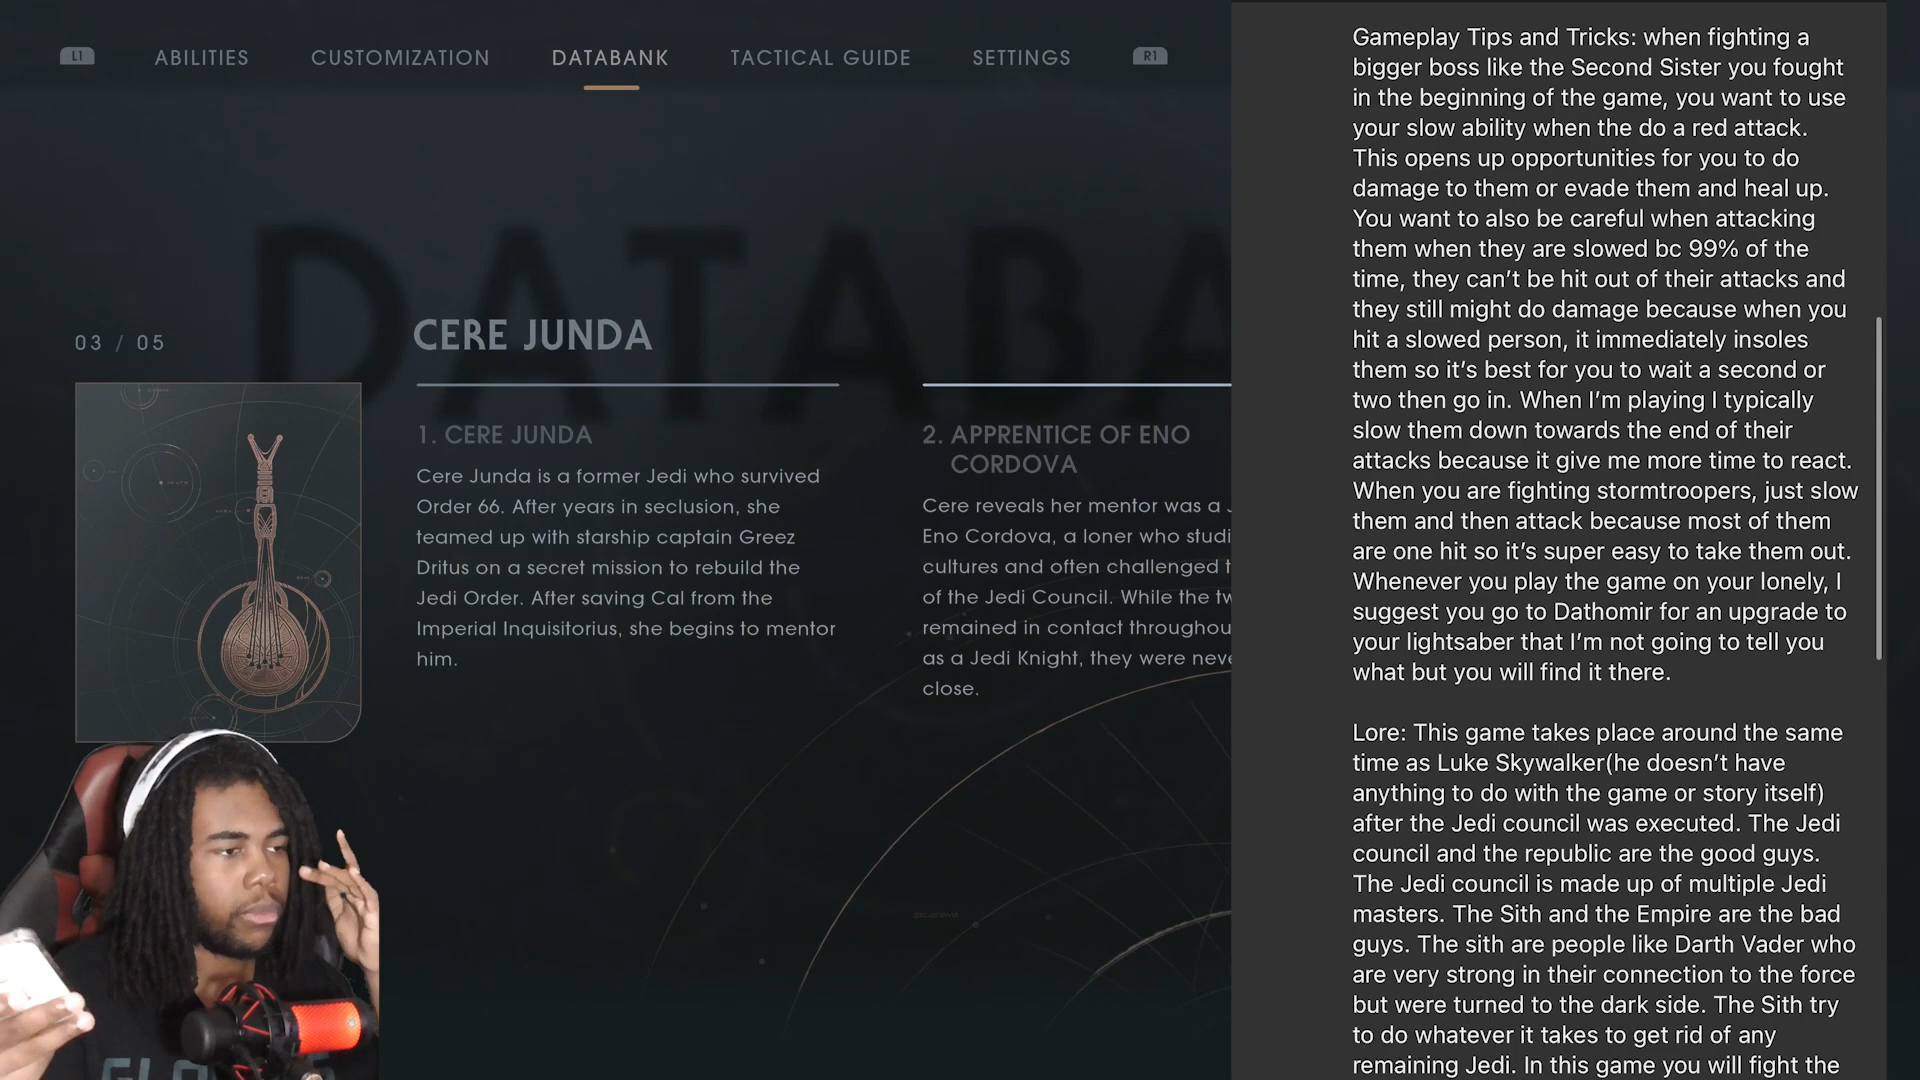 L1
ABILITIES
CUSTOMIZATION
DATABANK
TACTICAL GUIDE
SETTINGS
R1
DATABA
03 / 05
CERE JUNDA
1. CERE JUNDA
Cere Junda is a former Jedi who survived
Order 66. After years in seclusion, she
teamed up with starship captain Greez
Dritus on a secret mission to rebuild the
Jedi Order. After saving Cal from the
Imperial Inquisitorius, she begins to mentor
him.
2. APPRENTICE OF ENO
CORDOVA
Cere reveals her mentor was a
Eno Cordova, a loner who studi
cultures and often challenged t
of the Jedi Council. While the tw
remained in contact throughou
as a Jedi Knight, they were neve
close.
Gameplay Tips and Tricks: when fighting a
bigger boss like the Second Sister you fought
in the beginning of the game, you want to use
your slow ability when the do a red attack.
This opens up opportunities for you to do
damage to them or evade them and heal up.
You want to also be careful when attacking
them when they are slowed bc 99% of the
time, they can’t be hit out of their attacks and
they still might do damage because when you
hit a slowed person, it immediately insoles
them so it’s best for you to wait a second or
two then go in. When I’m playing I typically
slow them down towards the end of their
attacks because it give me more time to react.
When you are fighting stormtroopers, just slow
them and then attack because most of them
are one hit so it’s super easy to take them out.
Whenever you play the game on your lonely, I
suggest you go to Dathomir for an upgrade to
your lightsaber that I’m not going to tell you
what but you will find it there.
Lore: This game takes place around the same
time as Luke Skywalker(he doesn’t have
anything to do with the game or story itself)
after the Jedi council was executed. The Jedi
council and the republic are the good guys.
The Jedi council is made up of multiple Jedi
masters. The Sith and the Empire are the bad
guys. The sith are people like Darth Vader who
are very strong in their connection to the force
but were turned to the dark side. The Sith try
to do whatever it takes to get rid of any
remaining Jedi. In this game you will fight the